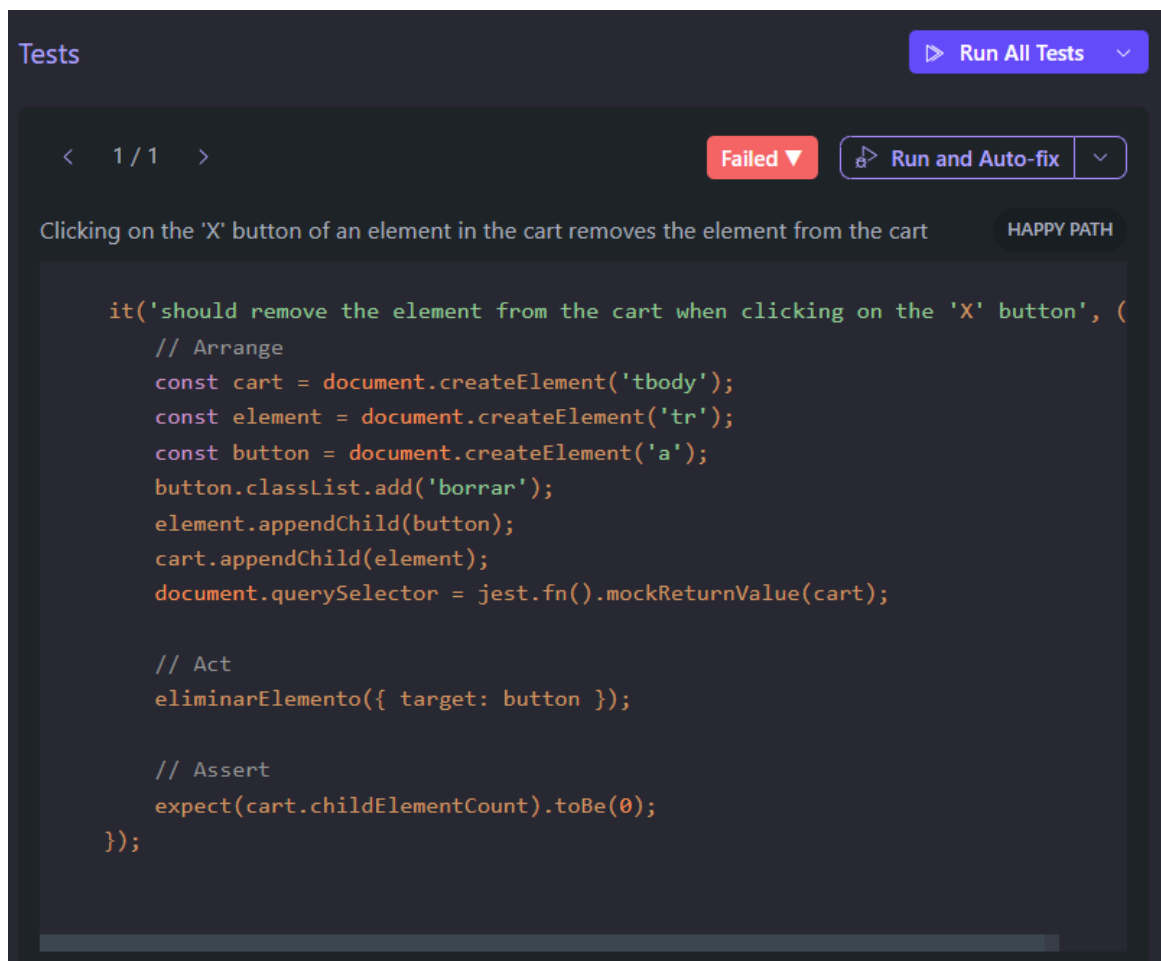 Tests
Run All Tests
1 / 1
Failed ▼
Run and Auto-fix
Clicking on the 'X' button of an element in the cart removes the element from the cart
HAPPY PATH
it('should remove the element from the cart when clicking on the 'X' button', (
// Arrange
const cart = document.createElement('tbody');
const element = document.createElement('tr');
const button = document.createElement('a');
button.classList.add('borrar');
element.appendChild(button);
cart.appendChild(element);
document.querySelector = jest.fn().mockReturnValue(cart);
// Act
eliminarElemento({ target: button });
// Assert
expect(cart.childElementCount).toBe(0);
});